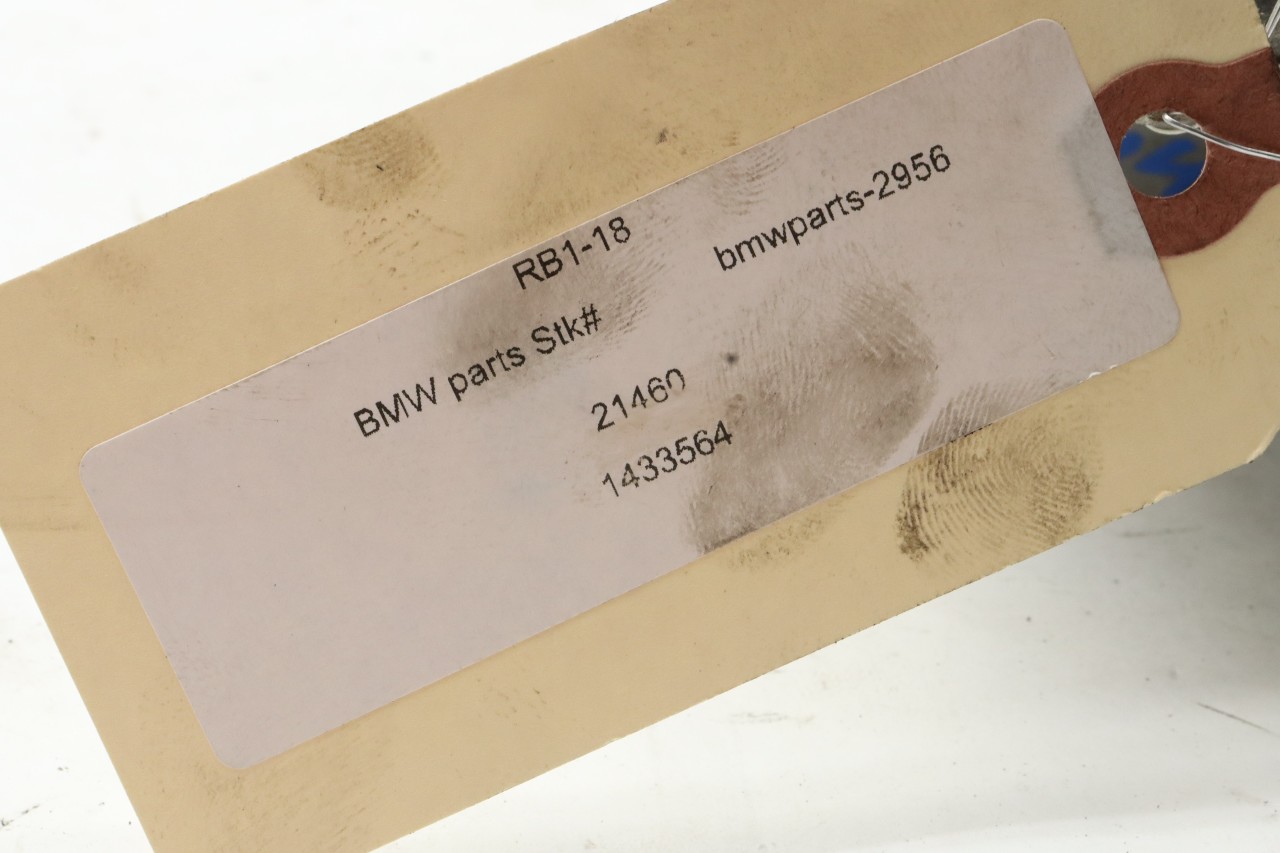 RB1-18
bmwparts-2956
BMW parts Stk#
21460
1433564